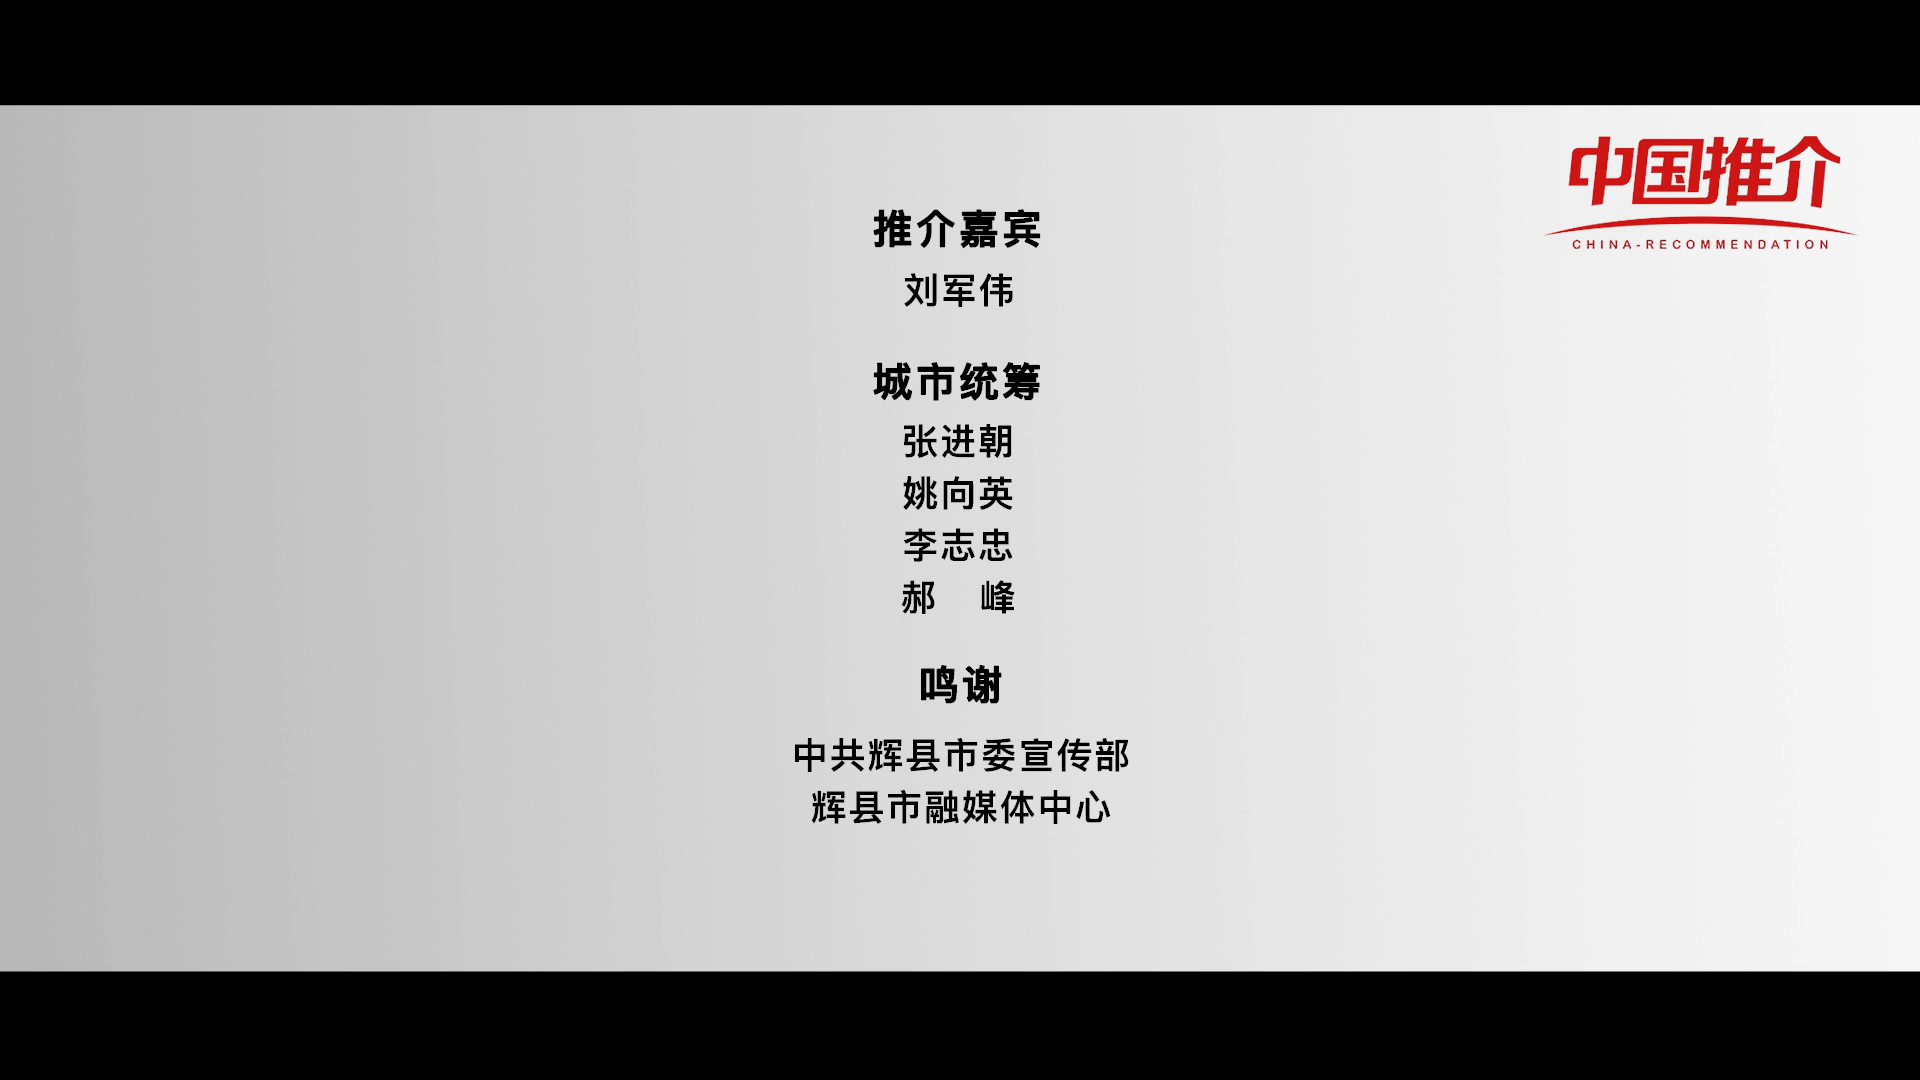 中国推介
CHINA-RECOMMENDATION
推介嘉宾
刘军伟
城市统筹
张进朝
姚向英
李志忠
郝 峰
鸣谢
中共辉县市委宣传部
辉县市融媒体中心